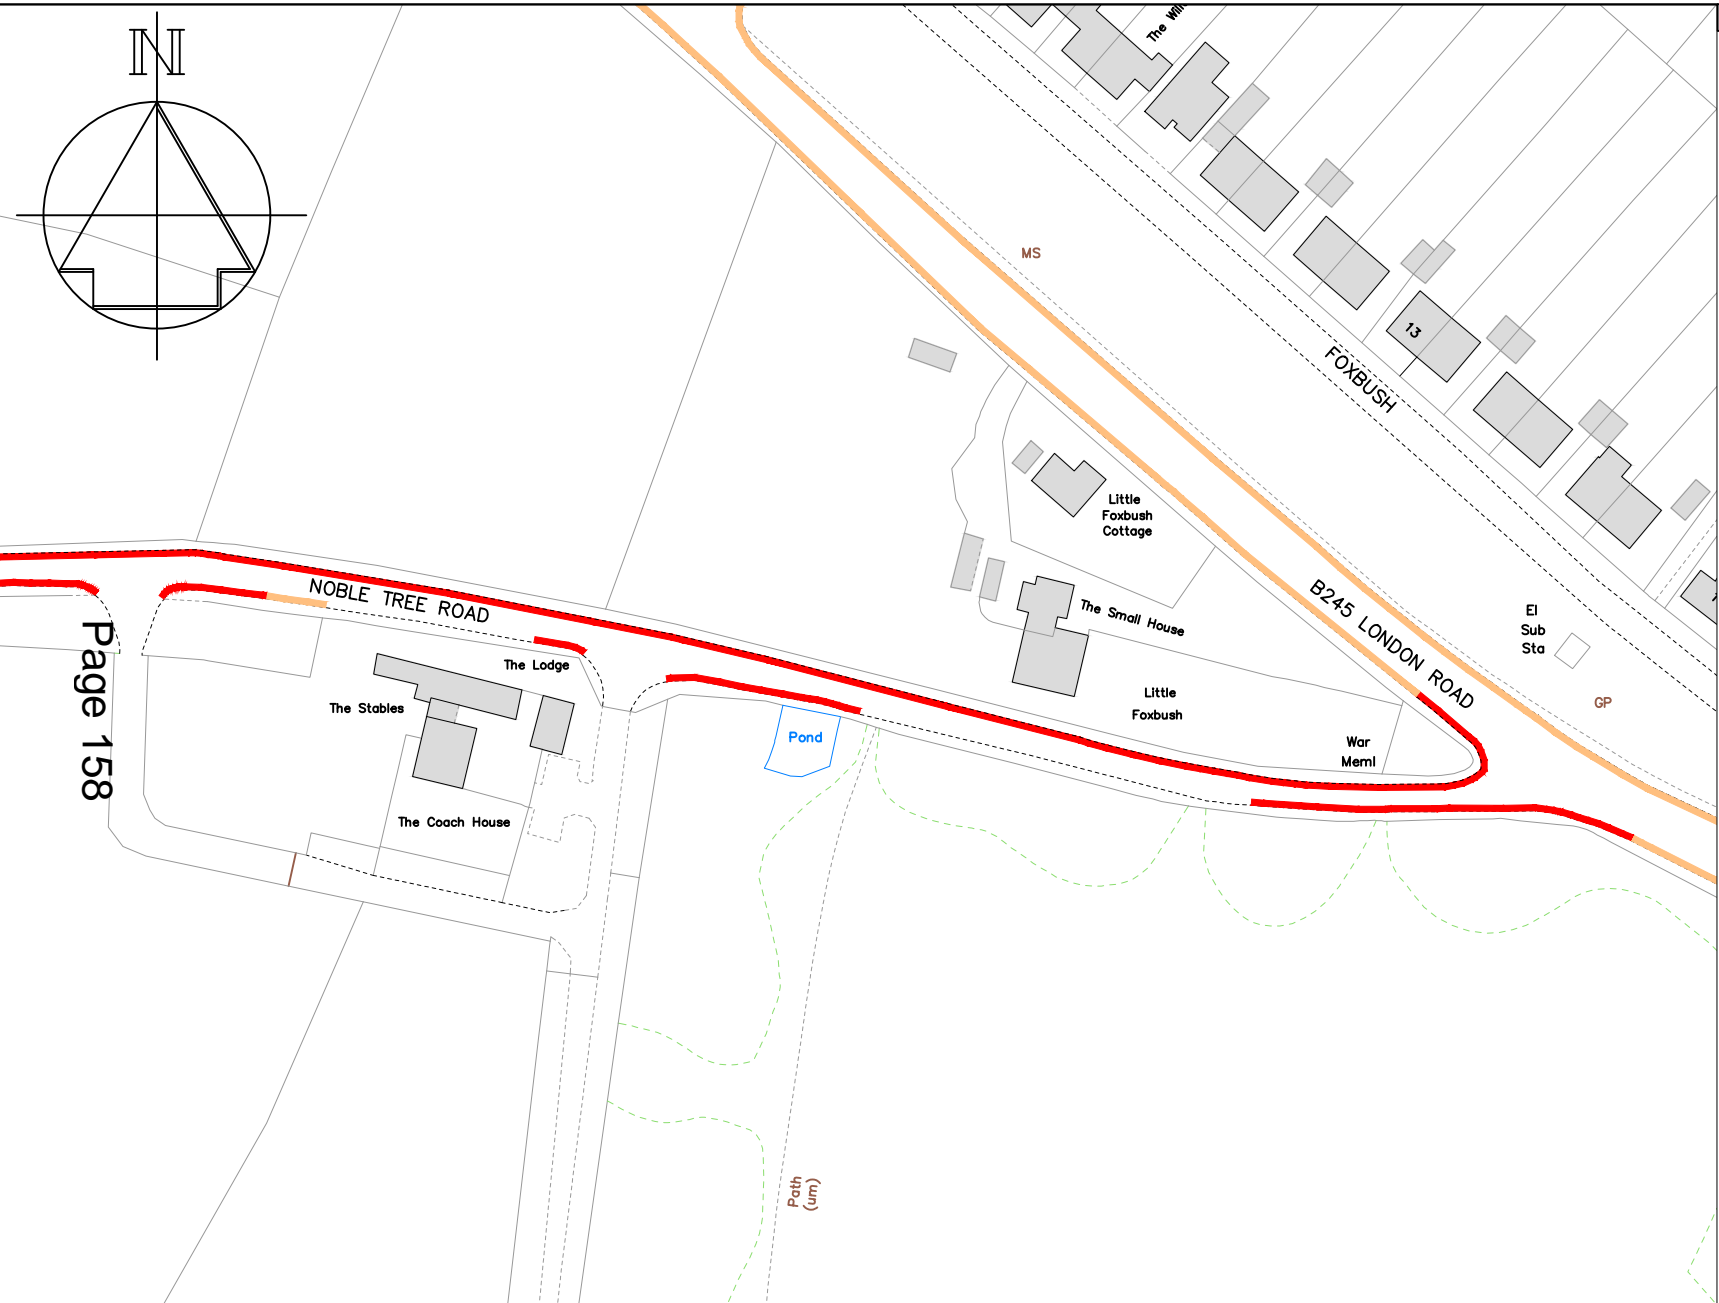 N
The
MS
13
FOXBUSH
Little
Foxbush
Cottage
NOBLE TREE ROAD
The Small House
B245 LONDON ROAD
El
Sub
Sta
Page 158
The Lodge
The Stables
Little
Foxbush
GP
Pond
War
Meml
The Coach House
Path
(um)